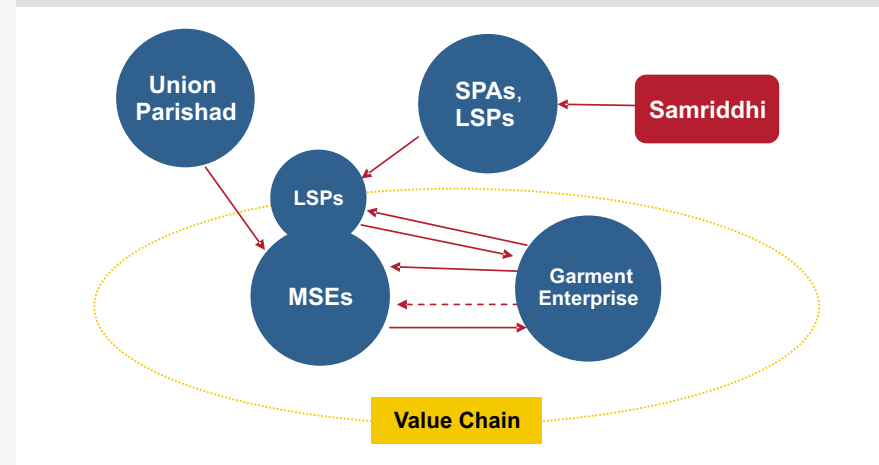 Union
Parishad
SPAs,
LSPs
Samriddhi
LSPs
MSEs
Garment
Enterprise
Value Chain